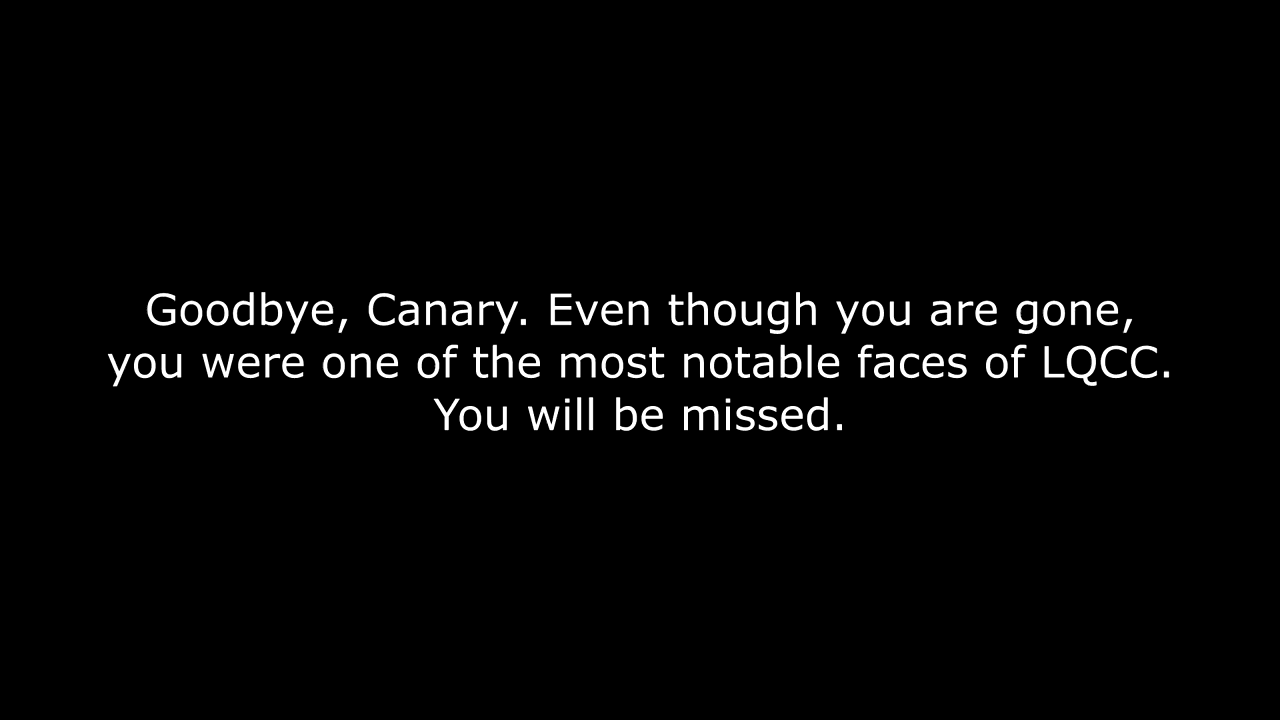 Goodbye, Canary. Even though you are gone,
you were one of the most notable faces of LQCC.
You will be missed.